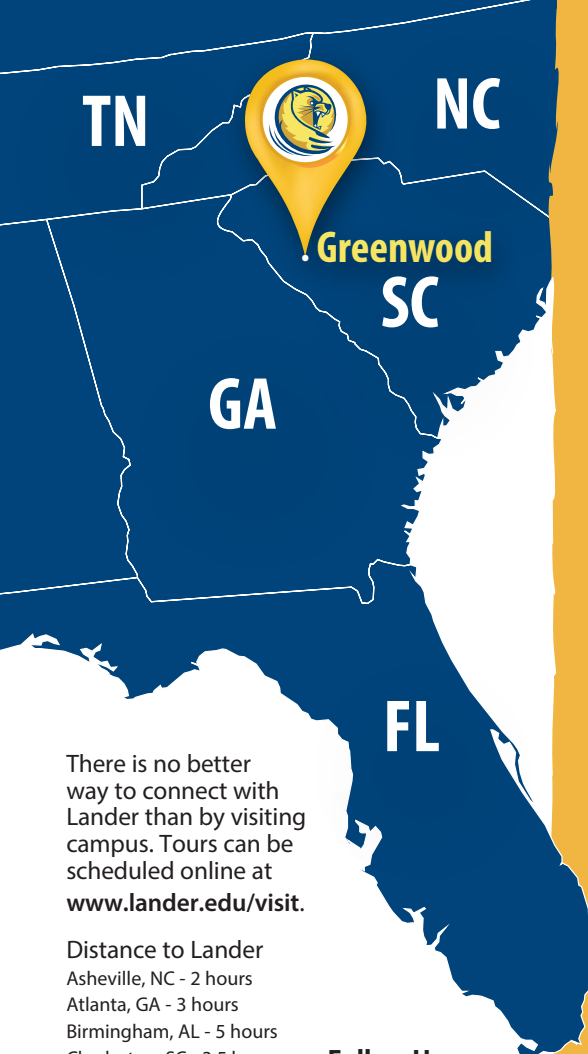 TN
NC
Greenwood
SC
GA
FL
There is no better
way to connect with
Lander than by visiting
campus. Tours can be
scheduled online at
www.lander.edu/visit.
Distance to Lander
Asheville, NC - 2 hours
Atlanta, GA - 3 hours
Birmingham, AL - 5 hours